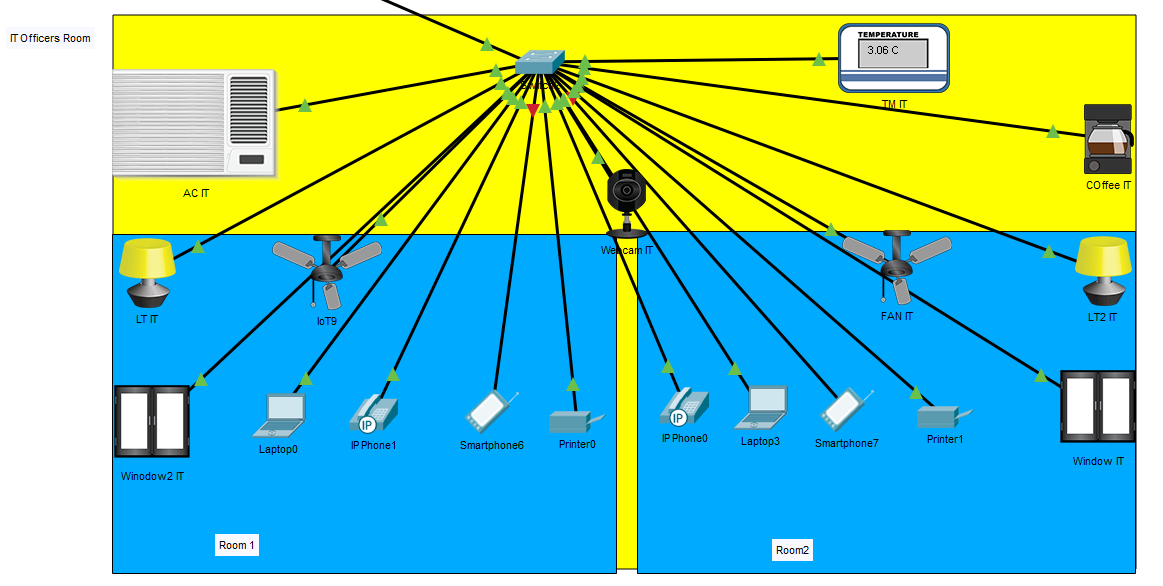 IT Officers Room
TEMPERATURE
3.06 C
TM IT
COffee IT
AC IT
Webcam IT
LT IT
IoT9
FAN IT
LT2 IT
Laptop0
IP Phone1
Smartphone6
Printer0
IP Phone0
Laptop3
Smartphone7
Printer1
Winodow2 IT
Window IT
IP
IP
Room 1
Room2